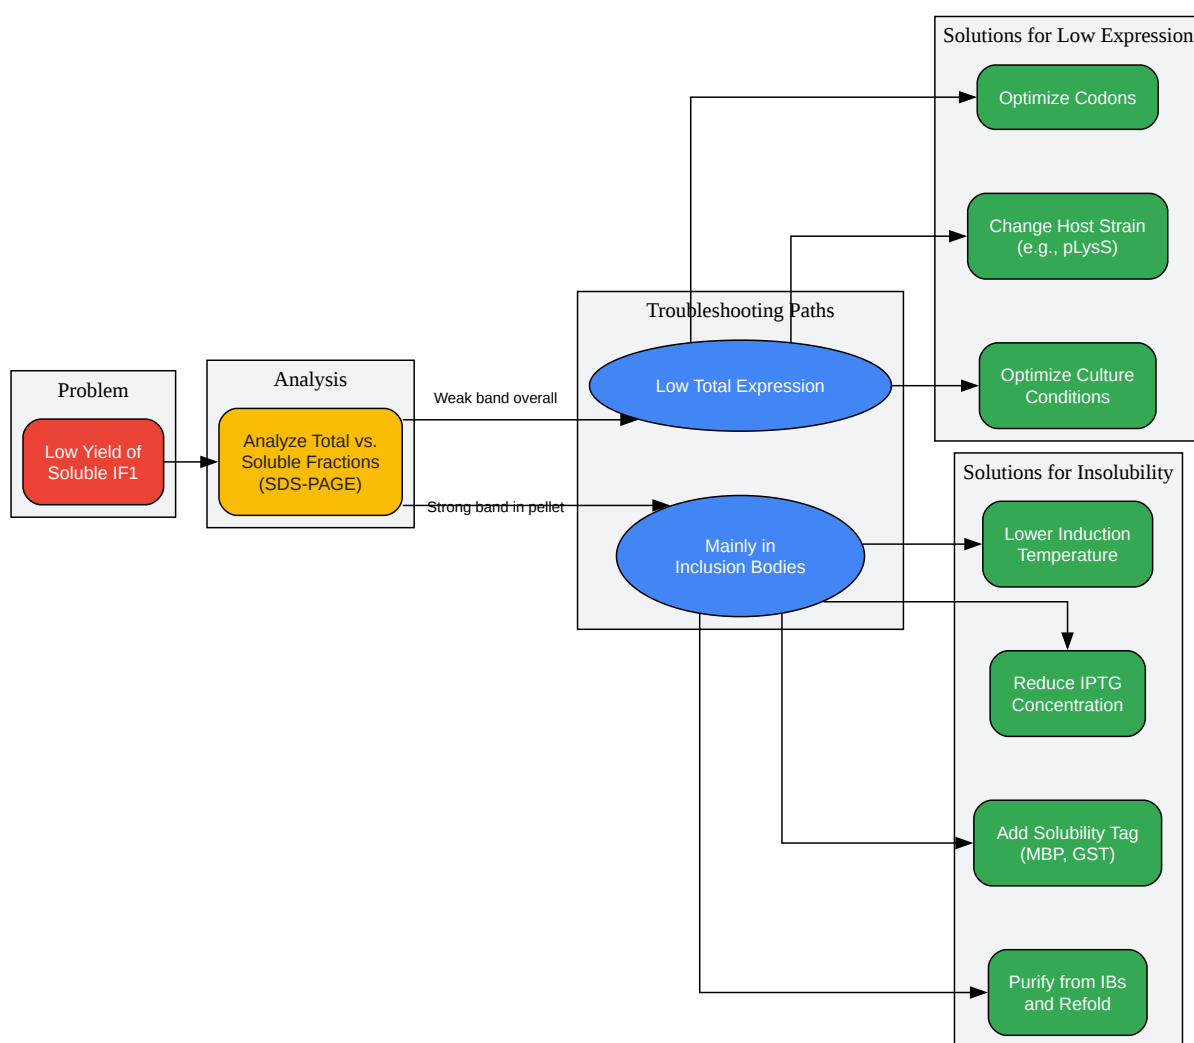 Problem
Low Yield of
Soluble IF1
Analysis
Analyze Total vs.
Soluble Fractions
(SDS-PAGE)
Weak band overall
Strong band in pellet
Troubleshooting Paths
Low Total Expression
Mainly in
Inclusion Bodies
Solutions for Low Expression
Optimize Codons
Change Host Strain
(e.g., pLysS)
Optimize Culture
Conditions
Solutions for Insolubility
Lower Induction
Temperature
Reduce IPTG
Concentration
Add Solubility Tag
(MBP, GST)
Purify from IBs
and Refold